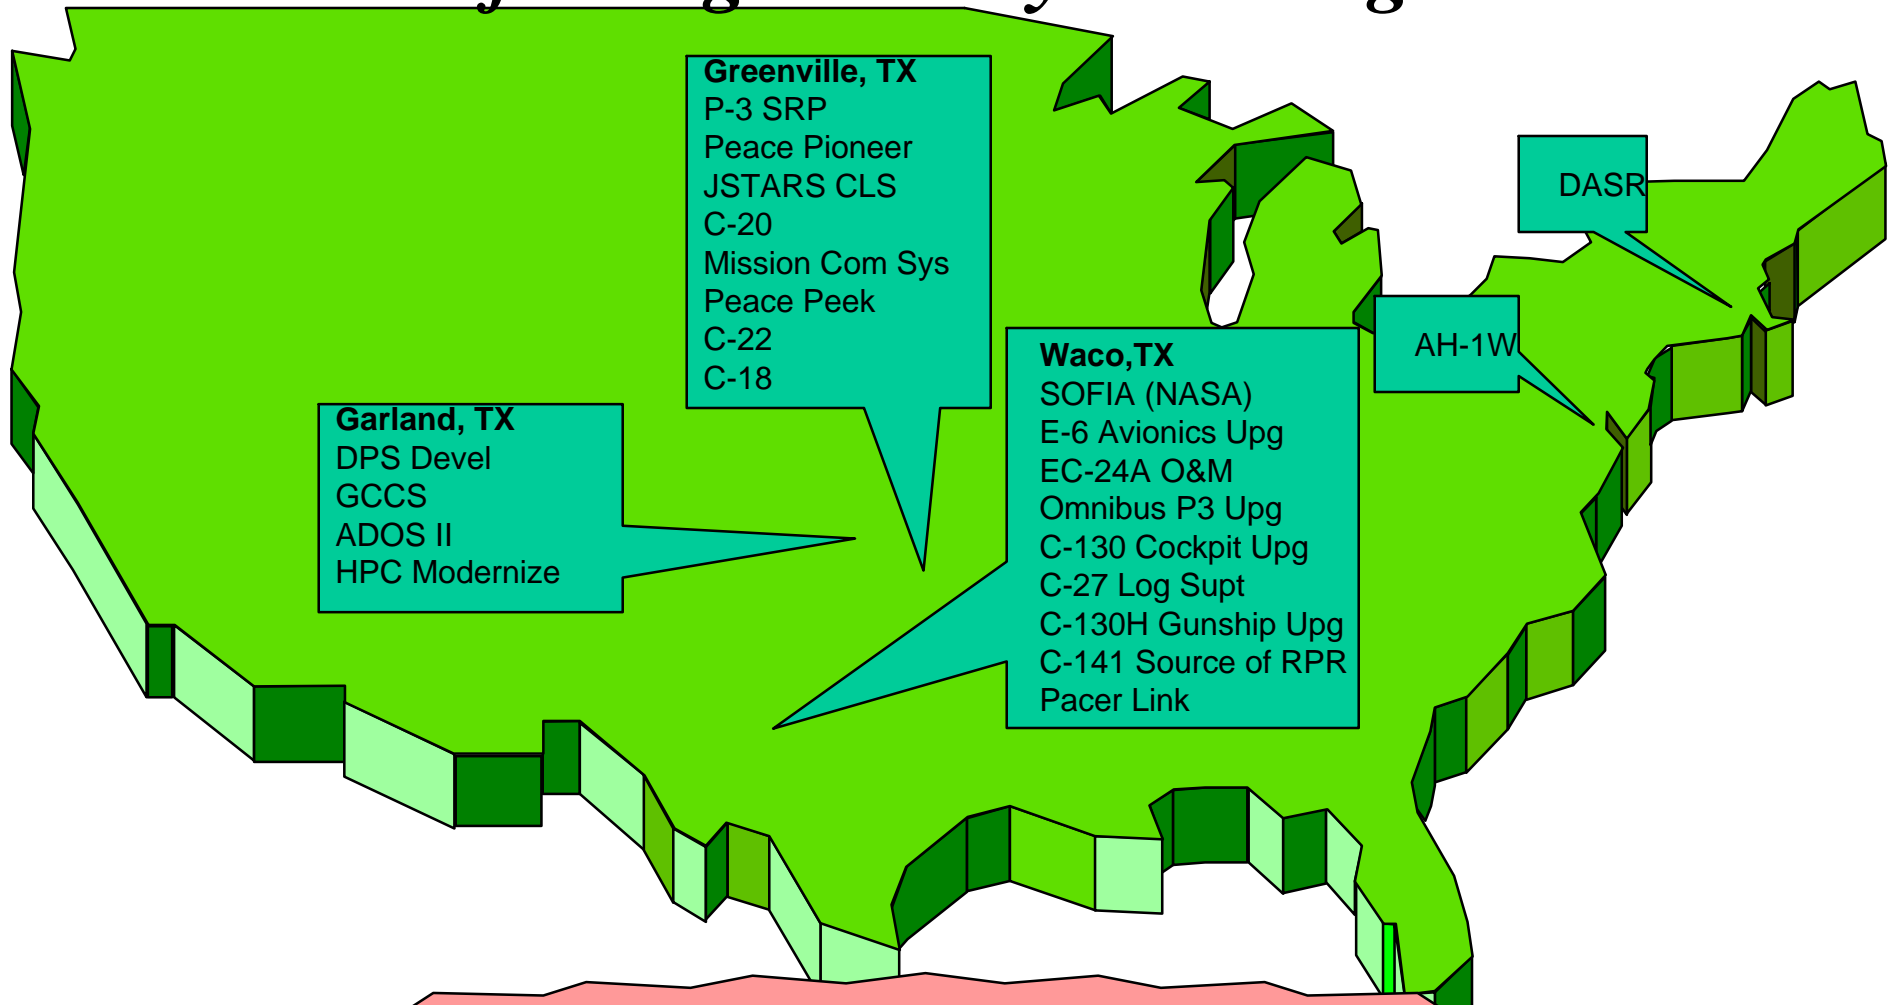 Greenville, TX
P-3 SRP
Peace Pioneer
JSTARS CLS
C-20
Mission Com Sys
Peace Peek
C-22
C-18
Garland, TX
DPS Devel
GCCS
ADOS II
HPC Modernize
Waco,TX
SOFIA (NASA)
E-6 Avionics Upg
EC-24A O&M
Omnibus P3 Upg
C-130 Cockpit Upg
C-27 Log Supt
C-130H Gunship Upg
C-141 Source of RPR
Pacer Link
DASR
AH-1W